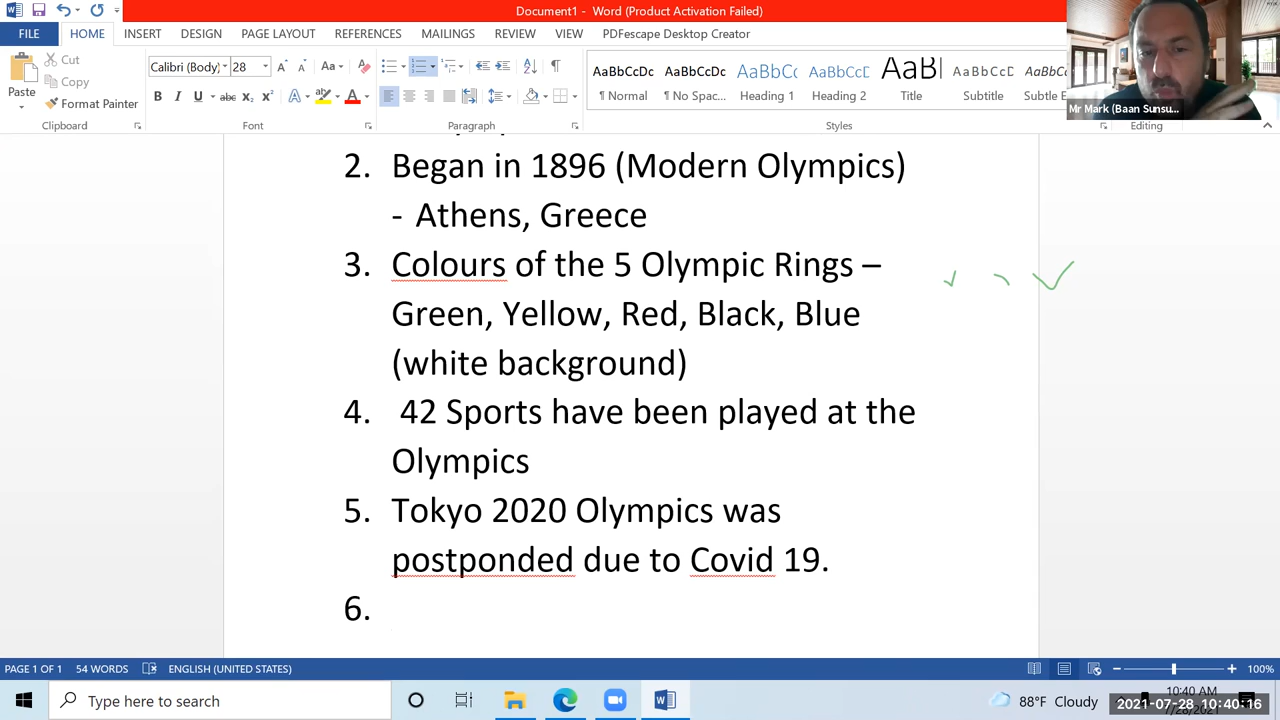 Document1 - Word (Product Activation Failed)
FILE HOME INSERT DESIGN PAGE LAYOUT REFERENCES MAILINGS REVIEW VIEW PDFescape Desktop Creator
Paste
Cut
Copy
Format Painter
Clipboard
Calibri (Body) 28
Font
Paragraph
AaBbCcDc AaBbCcDc AaBbC AaBbCcD AaB AaBbCcD AaBbCcD
¶ Normal ¶ No Spac... Heading 1 Heading 2 Title Subtitle Subtle E
Styles
Editing
Mr Mark (Baan Sunsu...
2. Began in 1896 (Modern Olympics)
- Athens, Greece
3. Colours of the 5 Olympic Rings –
Green, Yellow, Red, Black, Blue
(white background)
4. 42 Sports have been played at the
Olympics
5. Tokyo 2020 Olympics was
postponded due to Covid 19.
6.
PAGE 1 OF 1 54 WORDS ENGLISH (UNITED STATES) 100%
Type here to search
88°F Cloudy
10:40 AM
2021-07-28 10:40:16